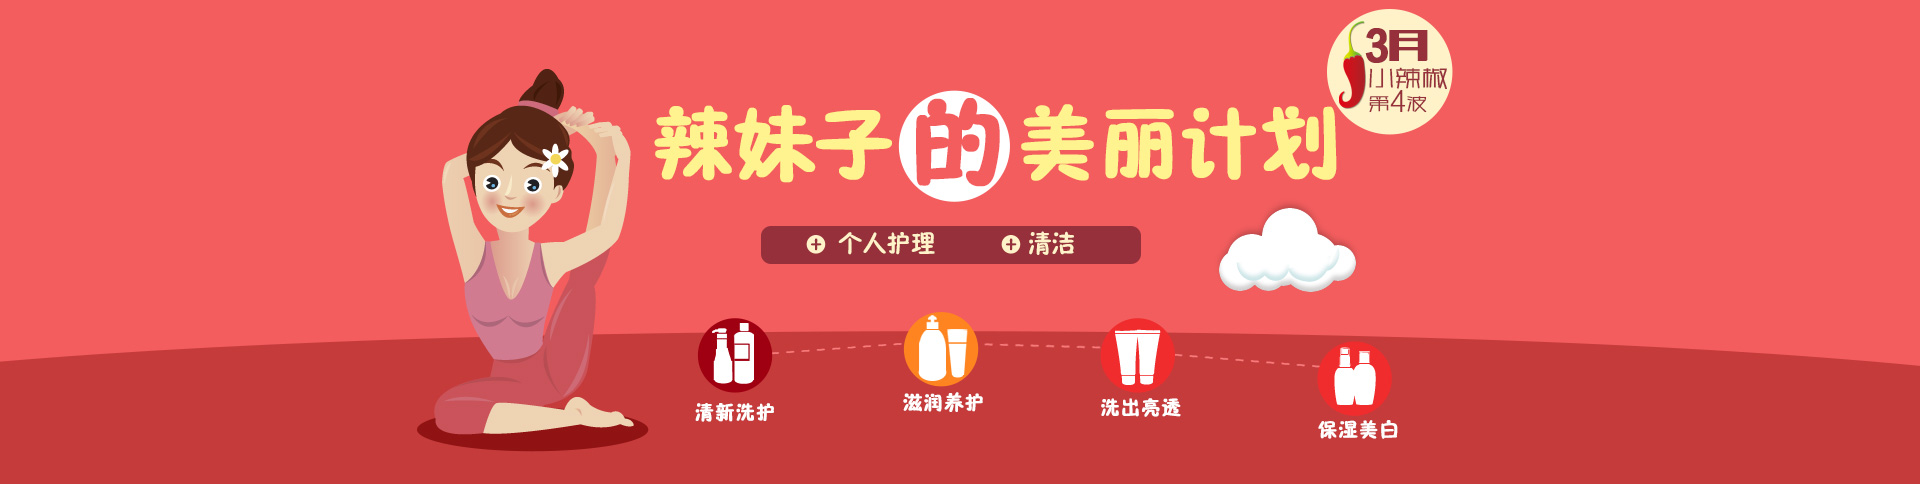 3月
小辣椒
第4波
辣妹子的美丽计划
个人护理 清洁
清新洗护
滋润养护
洗出亮透
保湿美白